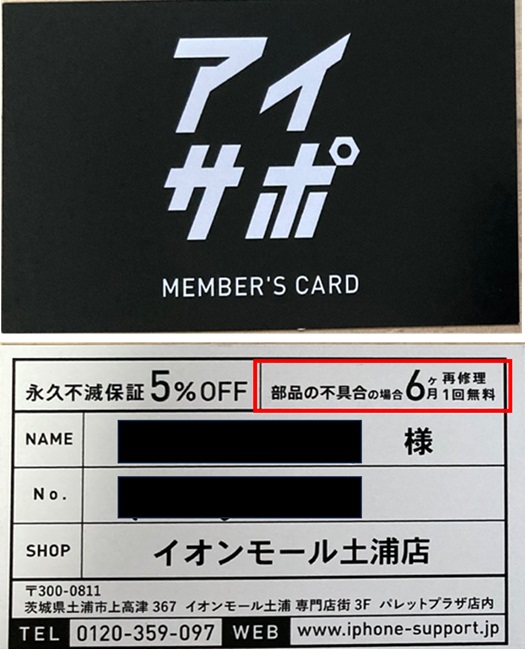 アイ
サポ
MEMBER'S CARD
永久不滅保証5%OFF
部品の不具合の場合6ヶ月再修理1回無料
NAME 様
No.
SHOP イオンモール土浦店
〒300-0811
茨城県土浦市上高津 367 イオンモール土浦 専門店街 3F パレットプラザ店内
TEL 0120-359-097 WEB www.iphone-support.jp